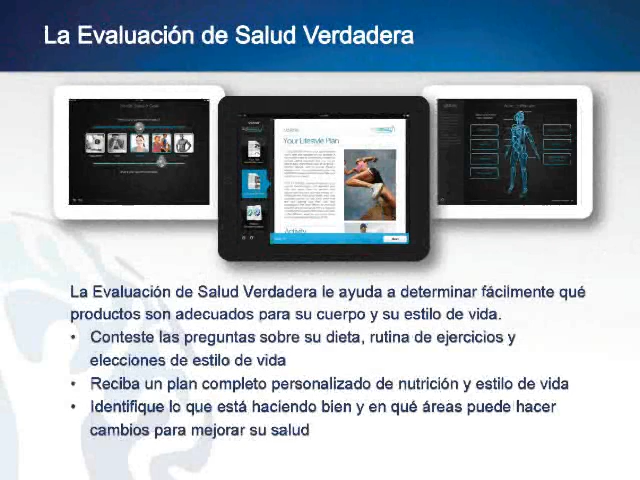 La Evaluación de Salud Verdadera
Your Lifestyle Plan
Activity
La Evaluación de Salud Verdadera le ayuda a determinar fácilmente qué
productos son adecuados para su cuerpo y su estilo de vida.
• Conteste las preguntas sobre su dieta, rutina de ejercicios y
elecciones de estilo de vida
• Reciba un plan completo personalizado de nutrición y estilo de vida
• Identifique lo que está haciendo bien y en qué áreas puede hacer
cambios para mejorar su salud